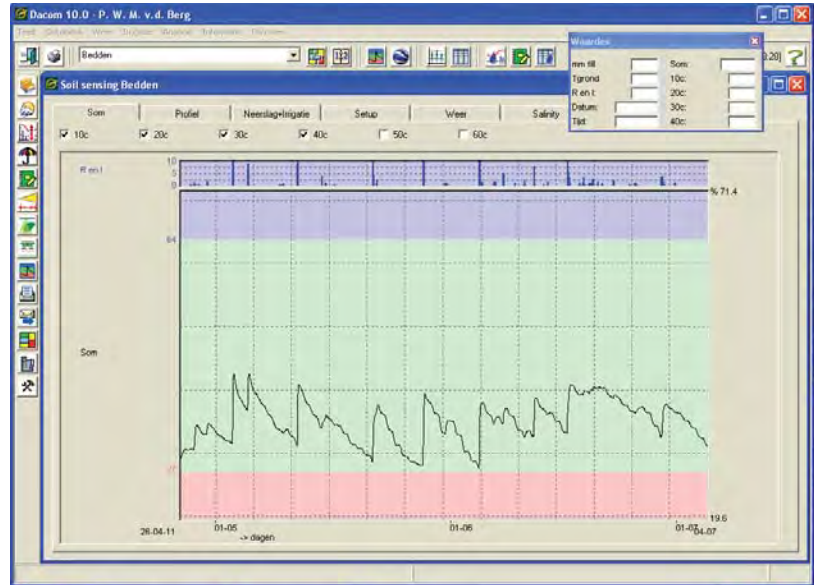 Dacom 10.0 - P. W. M. v.d. Berg
Bedden
Waarden
mm till
Som:
Tgrond
10c:
R en I:
20c:
Datum:
30c:
Tijd:
40c:
Soil sensing Bedden
Som
Profiel
Neerslag+Irrigatie
Setup
Weer
Salinity
10c
20c
30c
40c
50c
60c
R en I
10
5
0
% 71.4
64
Som
19.6
26-04-11
01-05
01-06
01-07
04-07
-> dagen